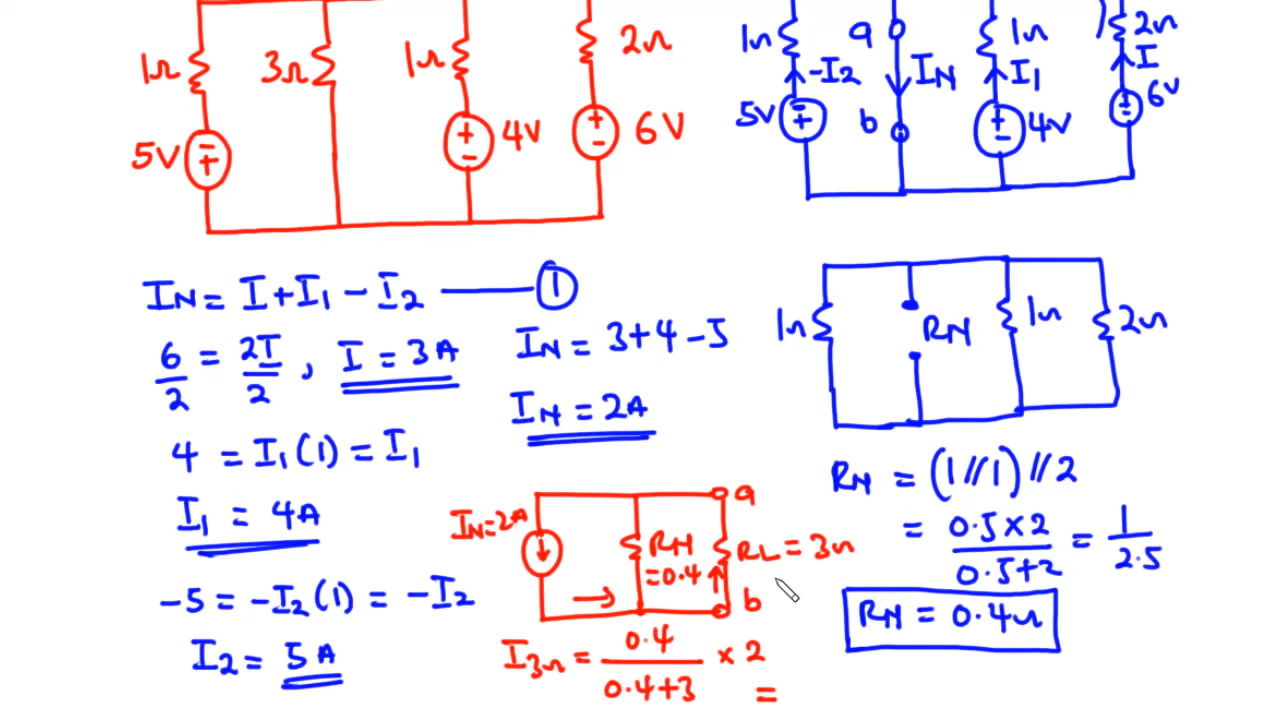 1Ω 3Ω 1Ω 2Ω
5V 4V 6V
1Ω a 1Ω 2Ω
-I2 IN I1 I
5V b 4V 6V
IN = I + I1 - I2 ——— ①
6/2 = 2I/2 , I = 3A
4 = I1(1) = I1
I1 = 4A
-5 = -I2(1) = -I2
I2 = 5A
IN = 3+4-5
IN = 2A
IN=2A a
RN =0.4 RL = 3Ω
b
I3Ω = 0.4/0.4+3 × 2
=
1Ω RN 1Ω 2Ω
RN = (1//1)//2
= 0.5×2/0.5+2 = 1/2.5
RN = 0.4Ω